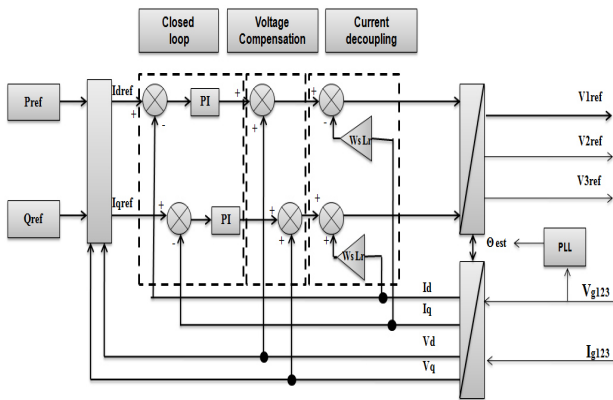 Closed
loop
Voltage
Compensation
Current
decoupling
Pref
Idref
+
-
PI
+
+
+
-
Ws Lr
V1ref
V2ref
V3ref
Qref
Iqref
+
-
PI
+
+
+
+
Ws Lr
Θ est
PLL
Id
Iq
Vd
Vq
Vg123
Ig123